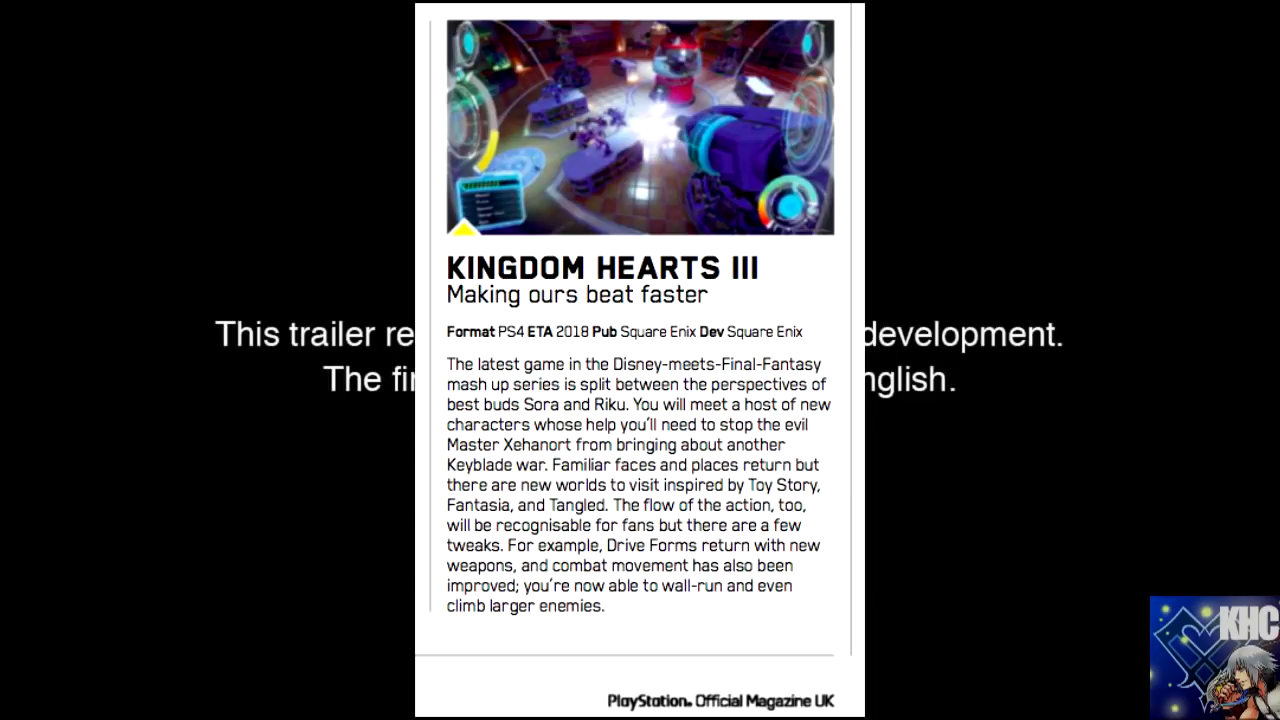 KINGDOM HEARTS III
Making ours beat faster
Format PS4 ETA 2018 Pub Square Enix Dev Square Enix
The latest game in the Disney-meets-Final-Fantasy
mash up series is split between the perspectives of
best buds Sora and Riku. You will meet a host of new
characters whose help you'll need to stop the evil
Master Xehanort from bringing about another
Keyblade war. Familiar faces and places return but
there are new worlds to visit inspired by Toy Story,
Fantasia, and Tangled. The flow of the action, too,
will be recognisable for fans but there are a few
tweaks. For example, Drive Forms return with new
weapons, and combat movement has also been
improved; you're now able to wall-run and even
climb larger enemies.
PlayStation Official Magazine UK
This trailer re
development.
The fir
nglish.
KHC